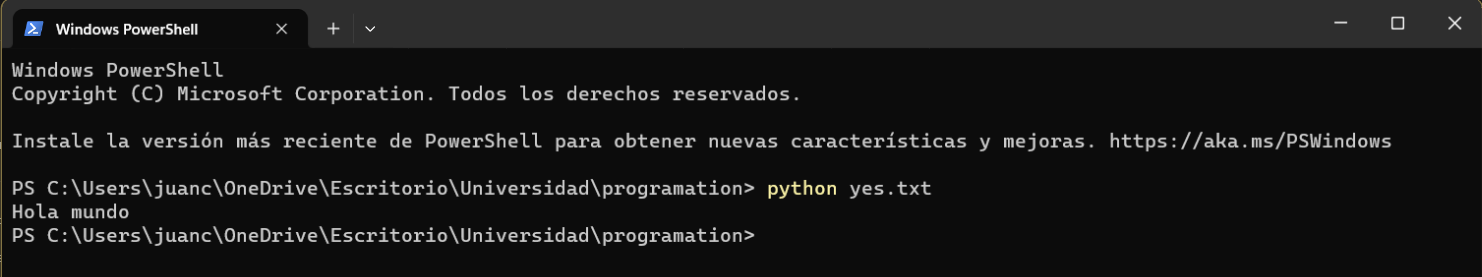 Windows PowerShell
Windows PowerShell
Copyright (C) Microsoft Corporation. Todos los derechos reservados.
Instale la versión más reciente de PowerShell para obtener nuevas características y mejoras. https://aka.ms/PSWindows
PS C:\Users\juanc\OneDrive\Escritorio\Universidad\programation> python yes.txt
Hola mundo
PS C:\Users\juanc\OneDrive\Escritorio\Universidad\programation>